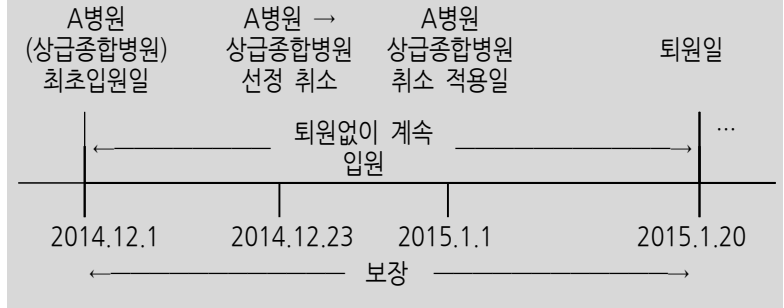 A병원
(상급종합병원)
최초입원일
A병원 →
상급종합병원
선정 취소
A병원
상급종합병원
취소 적용일
퇴원일
← 퇴원없이 계속 →
입원
…
2014.12.1
2014.12.23
2015.1.1
2015.1.20
← 보장 →